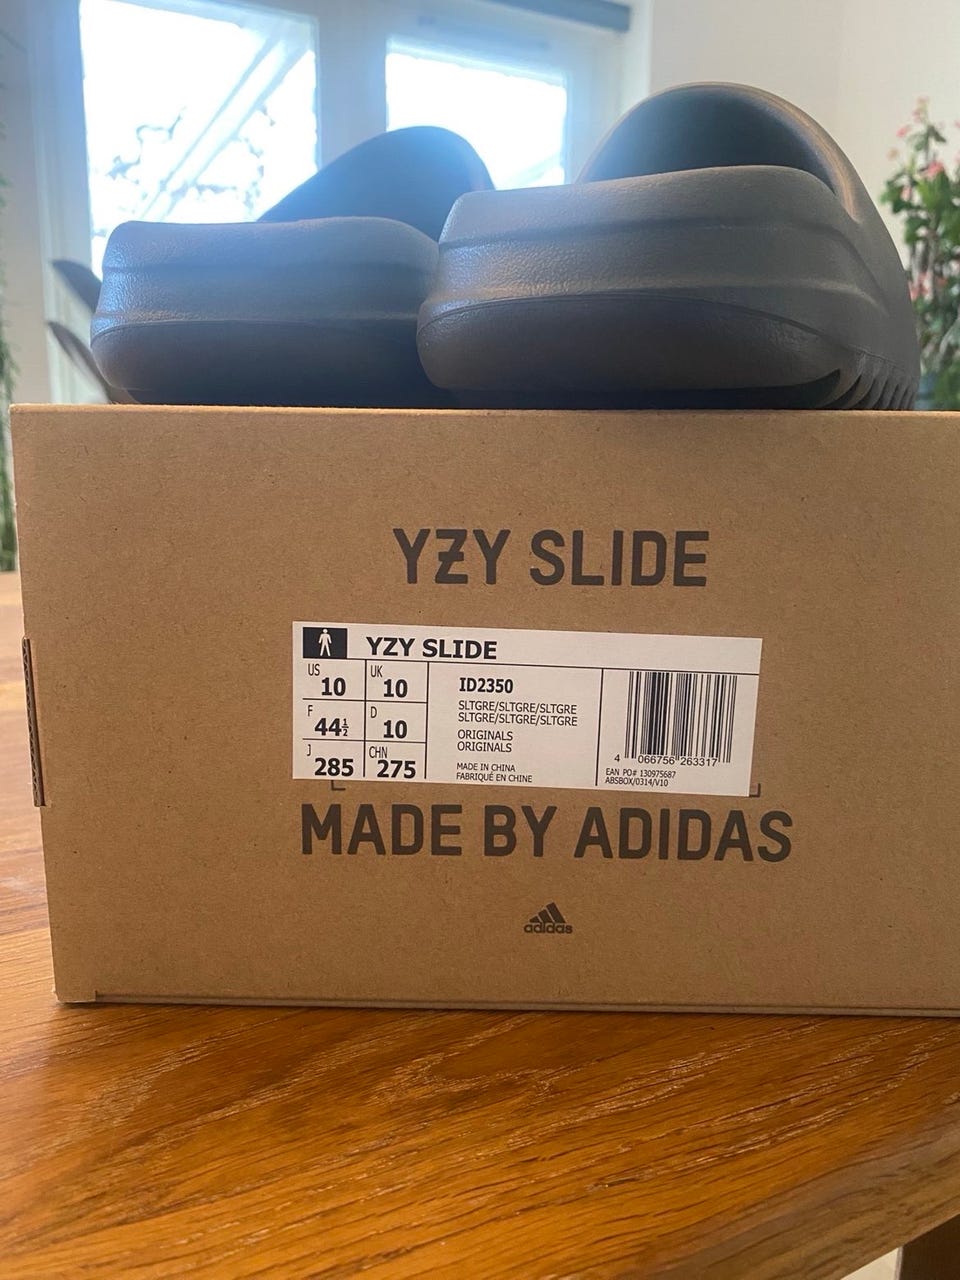 YZY SLIDE
YZY SLIDE
US 10 UK 10
F 44½ D 10
J 285 CHN 275
ID2350
SLTGRE/SLTGRE/SLTGRE
SLTGRE/SLTGRE/SLTGRE
ORIGINALS
ORIGINALS
MADE IN CHINA
FABRIQUÉ EN CHINE
4 066756 263317
EAN PO# 130975687
ABSBOX/0314/V10
MADE BY ADIDAS
adidas